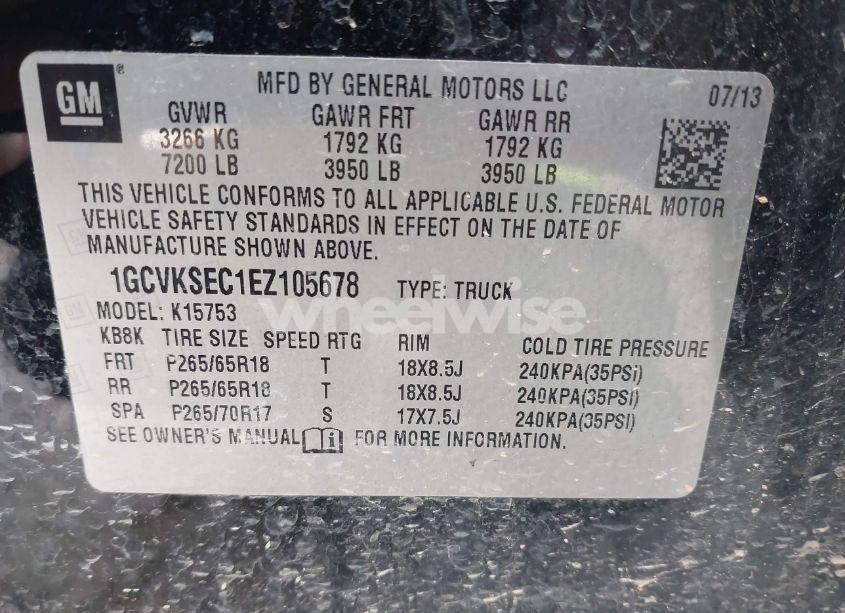 GM ®
MFD BY GENERAL MOTORS LLC 07/13
GVWR GAWR FRT GAWR RR
3266 KG 1792 KG 1792 KG
7200 LB 3950 LB 3950 LB
THIS VEHICLE CONFORMS TO ALL APPLICABLE U.S. FEDERAL MOTOR
VEHICLE SAFETY STANDARDS IN EFFECT ON THE DATE OF
MANUFACTURE SHOWN ABOVE.
1GCVKSEC1EZ105678 TYPE: TRUCK
wheelwise
MODEL: K15753
KB8K TIRE SIZE SPEED RTG RIM COLD TIRE PRESSURE
FRT P265/65R18 T 18X8.5J 240KPA(35PSi)
RR P265/65R18 T 18X8.5J 240KPA(35PSI)
SPA P265/70R17 S 17X7.5J 240KPA(35PSI)
SEE OWNER'S MANUAL i FOR MORE INFORMATION.